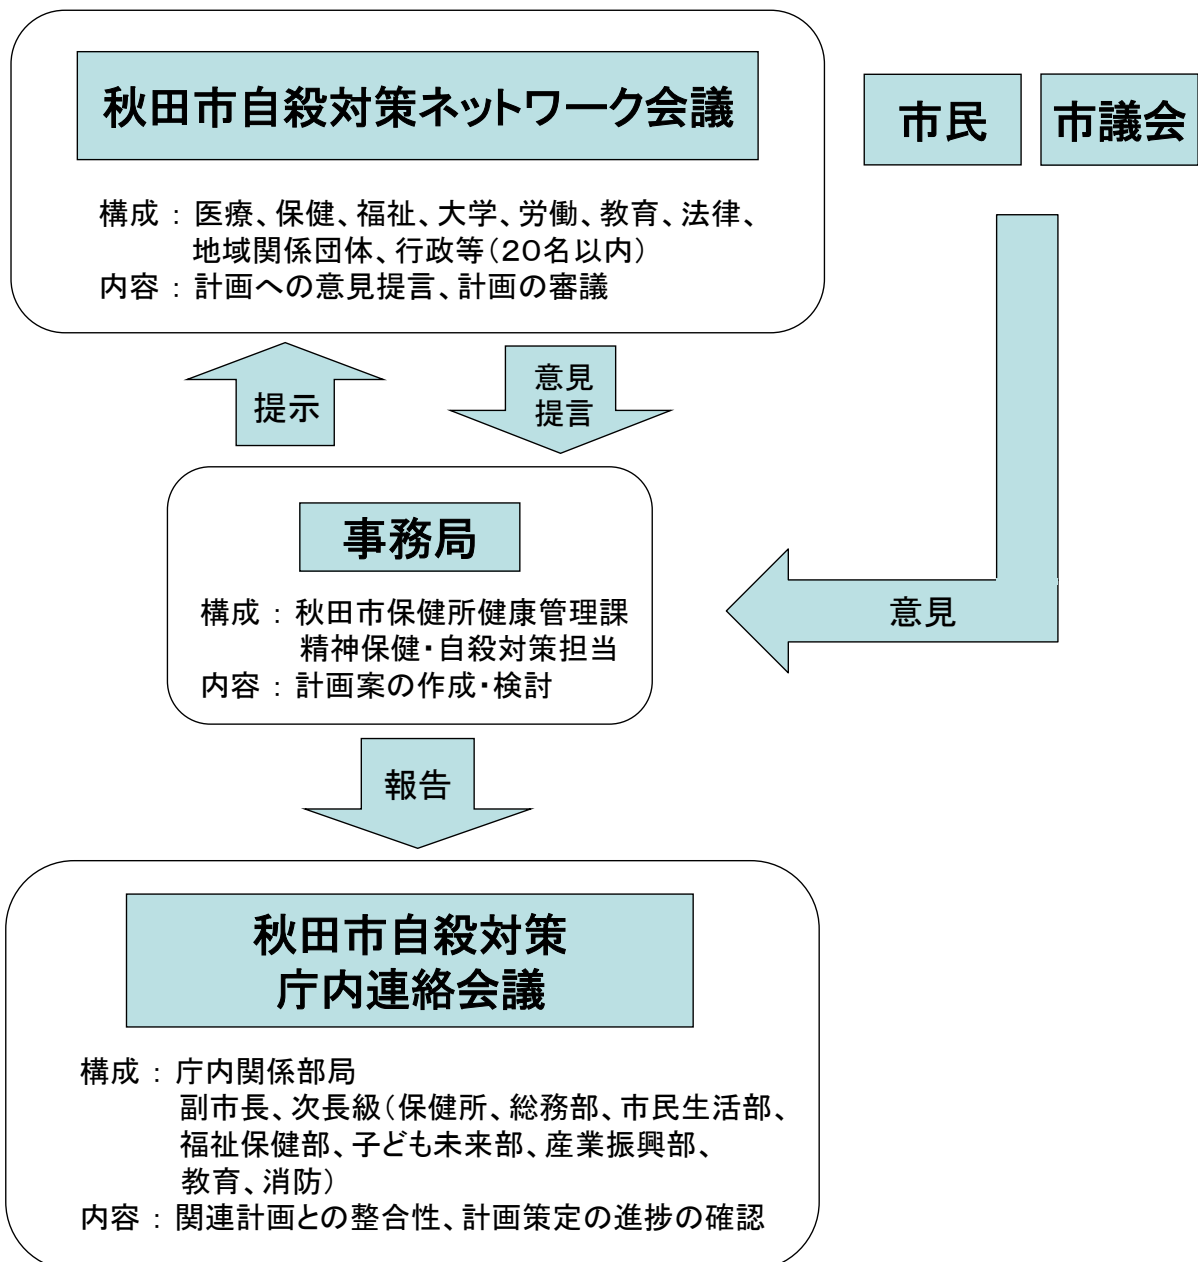 秋田市自殺対策ネットワーク会議
市民
市議会
構成 : 医療、保健、福祉、大学、労働、教育、法律、
地域関係団体、行政等(20名以内)
内容 : 計画への意見提言、計画の審議
提示
意見
提言
事務局
構成 : 秋田市保健所健康管理課
精神保健・自殺対策担当
内容 : 計画案の作成・検討
意見
報告
秋田市自殺対策
庁内連絡会議
構成 : 庁内関係部局
副市長、次長級(保健所、総務部、市民生活部、
福祉保健部、子ども未来部、産業振興部、
教育、消防)
内容 : 関連計画との整合性、計画策定の進捗の確認